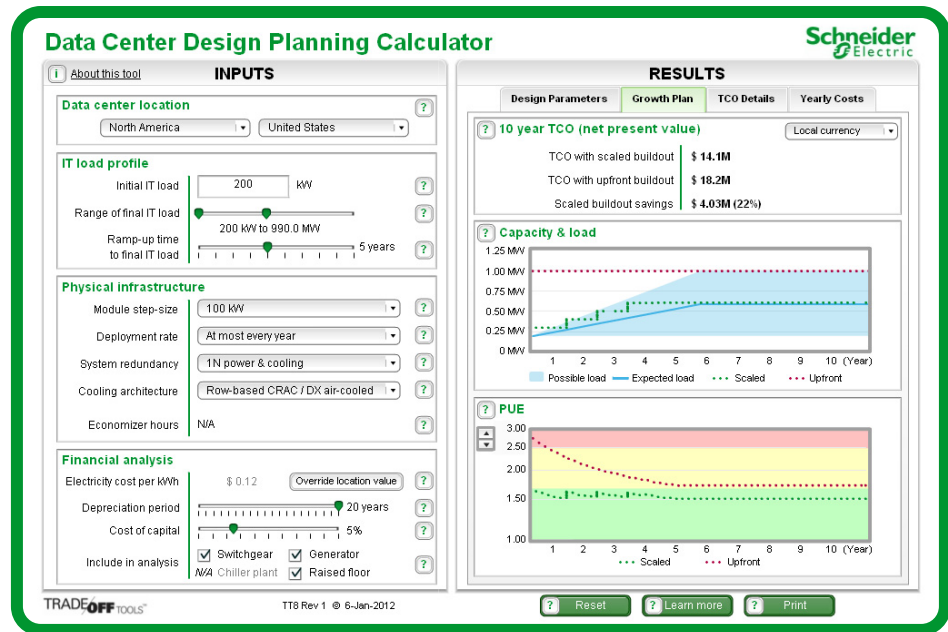 Data Center Design Planning Calculator
Schneider
Electric
i About this tool
INPUTS
Data center location
?
North America
United States
IT load profile
Initial IT load 200 kW ?
Range of final IT load ?
200 kW to 990.0 MW
Ramp-up time
to final IT load
5 years ?
Physical infrastructure
Module step-size 100 kW ?
Deployment rate At most every year ?
System redundancy 1N power & cooling ?
Cooling architecture Row-based CRAC / DX air-cooled ?
Economizer hours N/A ?
Financial analysis
Electricity cost per kWh $ 0.12 Override location value ?
Depreciation period 20 years ?
Cost of capital 5% ?
Include in analysis
Switchgear Generator
?
N/A Chiller plant Raised floor
RESULTS
Design Parameters Growth Plan TCO Details Yearly Costs
? 10 year TCO (net present value)
Local currency
TCO with scaled buildout $ 14.1M
TCO with upfront buildout $ 18.2M
Scaled buildout savings $ 4.03M (22%)
? Capacity & load
1.25 MW
1.00 MW
0.75 MW
0.50 MW
0.25 MW
0 MW
1 2 3 4 5 6 7 8 9 10 (Year)
Possible load Expected load Scaled Upfront
? PUE
3.00
2.50
2.00
1.50
1.00
1 2 3 4 5 6 7 8 9 10 (Year)
Scaled Upfront
TRADE OFF TOOLS™
TT8 Rev 1 © 6-Jan-2012
? Reset
? Learn more
? Print